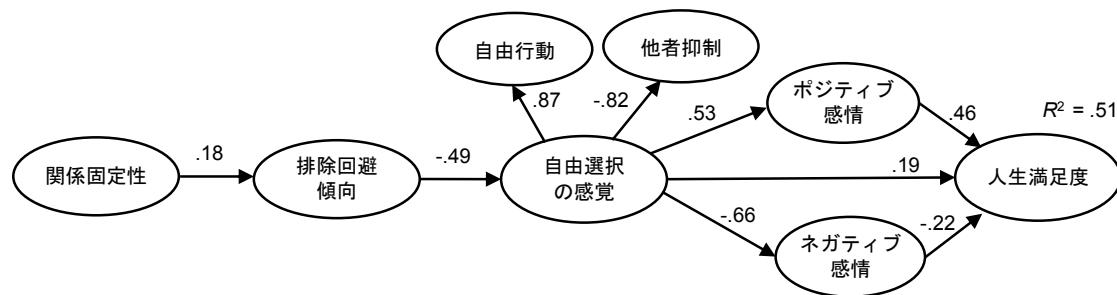 自由行動
他者抑制
.87
-.82
.53
ポジティブ
感情
.46
R² = .51
関係固定性
.18
排除回避
傾向
-.49
自由選択
の感覚
.19
人生満足度
-.66
ネガティブ
感情
-.22